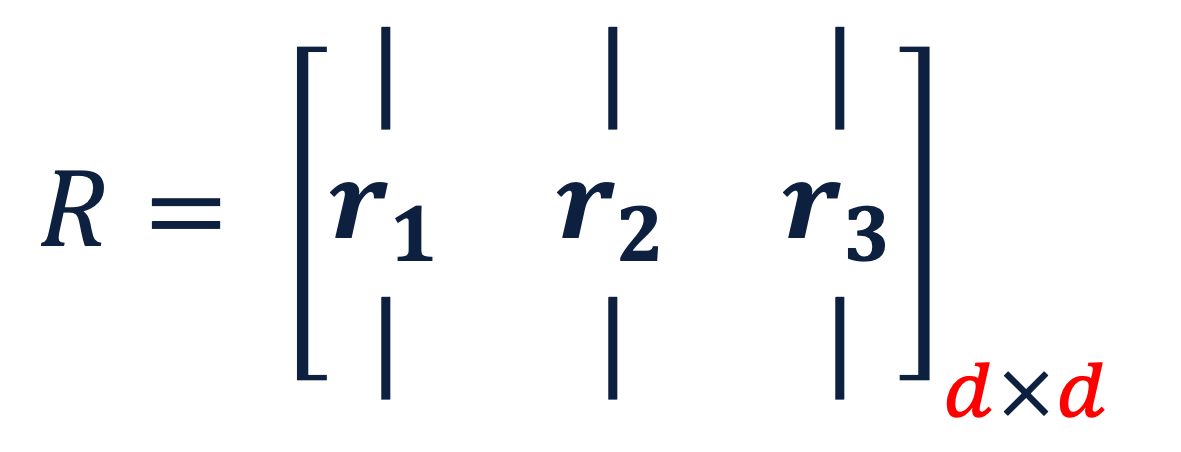 | | |
R = [r₁ r₂ r₃]
| | |
d×d